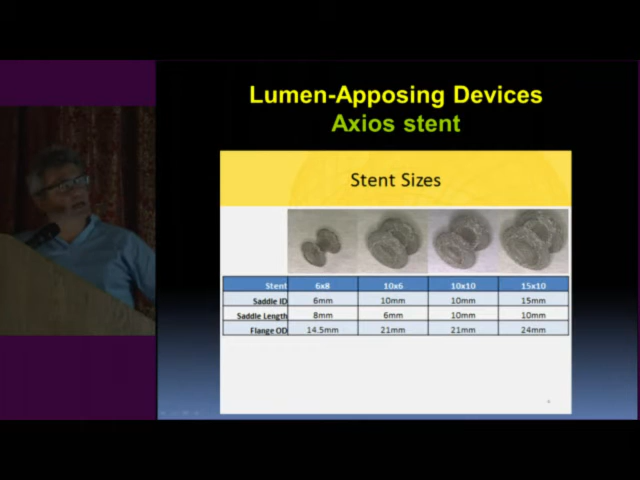 Lumen-Apposing Devices
Axios stent
Stent Sizes
Stent 6x8 10x6 10x10 15x10
Saddle ID 6mm 10mm 10mm 15mm
Saddle Length 8mm 6mm 10mm 10mm
Flange OD 14.5mm 21mm 21mm 24mm